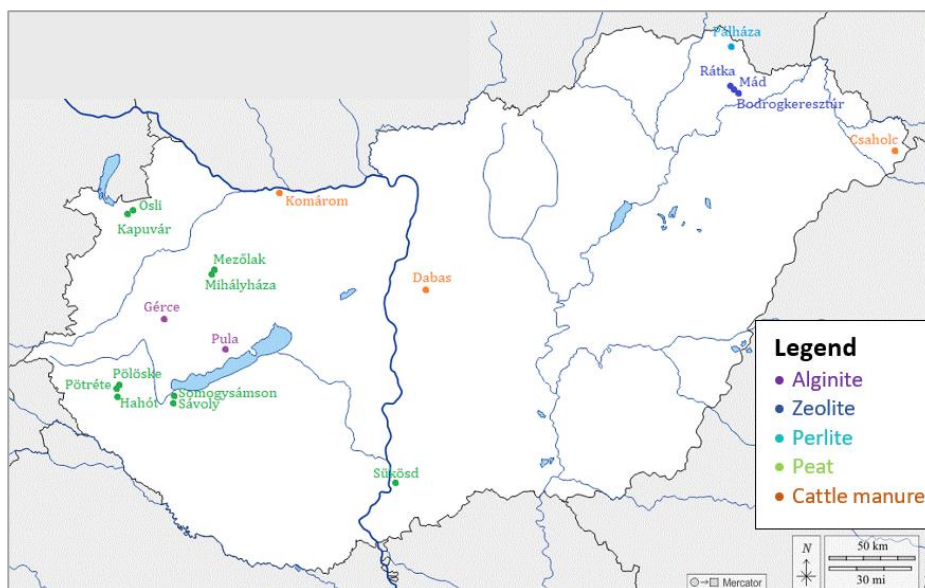 Pálháza
Rátka
Mád
Bodrogkeresztúr
Csaholc
Osli
Kapuvár
Komárom
Mezőlak
Mihályháza
Dabas
Gérce
Pula
Pölöske
Pötréte
Hahót
Somogysámson
Sávoly
Sükösd
Legend
Alginite
Zeolite
Perlite
Peat
Cattle manure
N
50 km
30 mi
Mercator